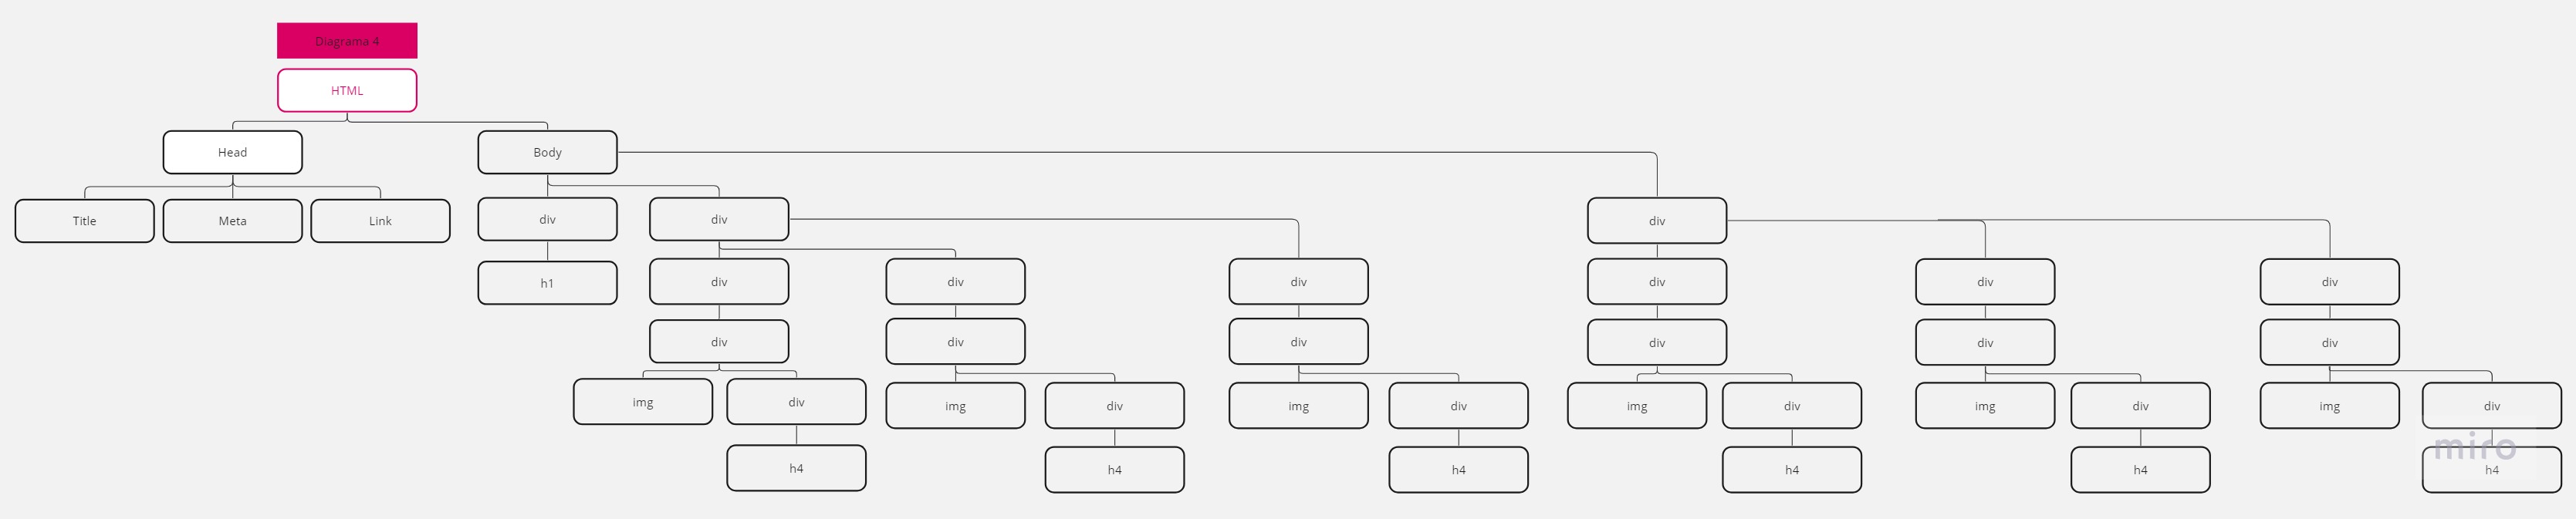 Diagrama 4
HTML
Head
Body
Title
Meta
Link
div
div
div
h1
div
div
div
div
div
div
div
div
div
div
div
div
img
div
img
div
img
div
img
div
img
div
img
div
h4
h4
h4
h4
h4
h4
miro